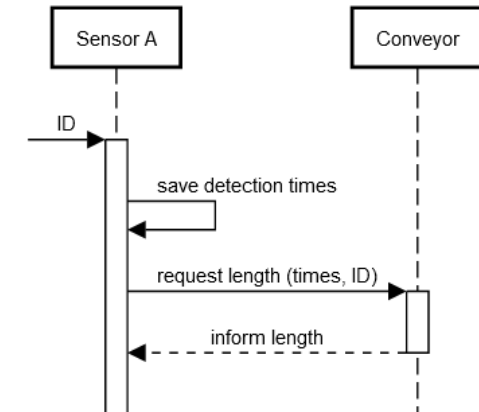 Sensor A
Conveyor
ID
save detection times
request length (times, ID)
inform length